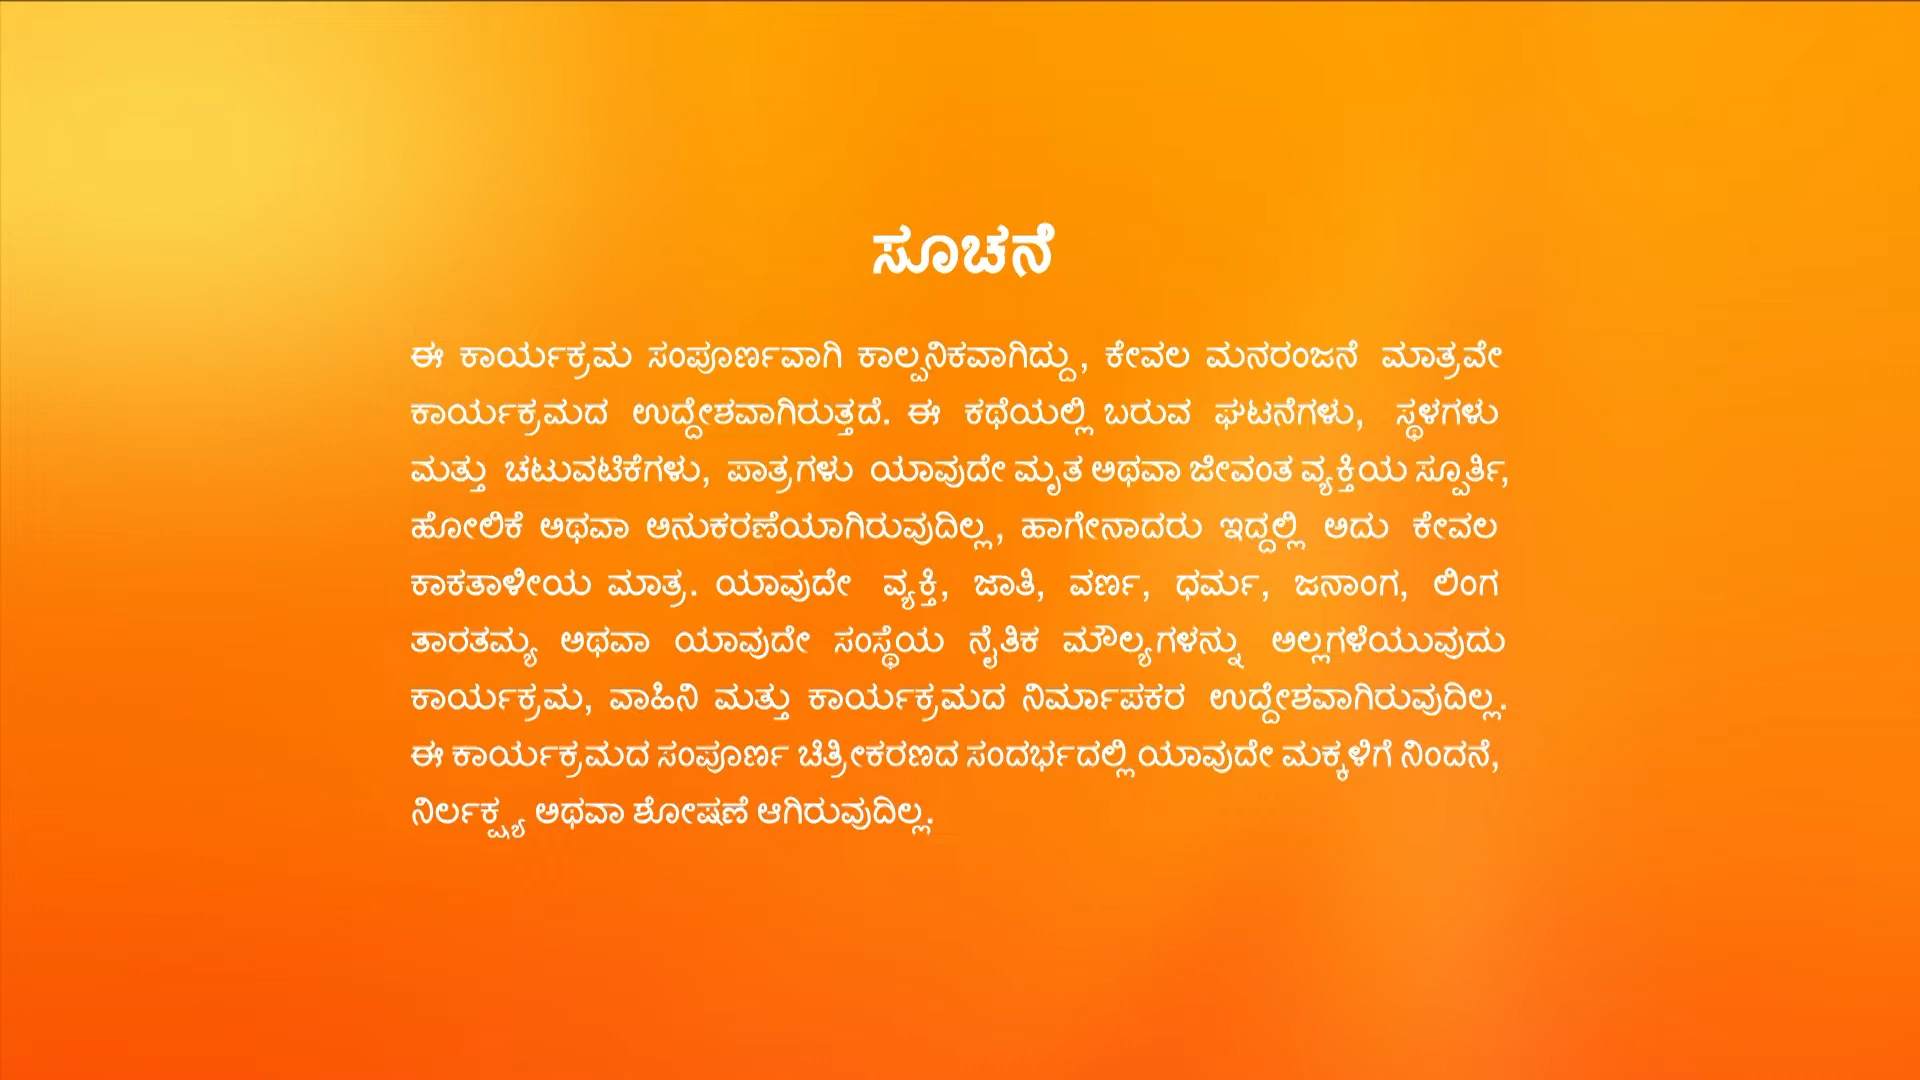 ಸೂಚನೆ
ಈ ಕಾರ್ಯಕ್ರಮ ಸಂಪೂರ್ಣವಾಗಿ ಕಾಲ್ಪನಿಕವಾಗಿದ್ದು, ಕೇವಲ ಮನರಂಜನೆ ಮಾತ್ರವೇ
ಕಾರ್ಯಕ್ರಮದ ಉದ್ದೇಶವಾಗಿರುತ್ತದೆ. ಈ ಕಥೆಯಲ್ಲಿ ಬರುವ ಘಟನೆಗಳು, ಸ್ಥಳಗಳು
ಮತ್ತು ಚಟುವಟಿಕೆಗಳು, ಪಾತ್ರಗಳು ಯಾವುದೇ ಮೃತ ಅಥವಾ ಜೀವಂತ ವ್ಯಕ್ತಿಯ ಸ್ಪೂರ್ತಿ,
ಹೋಲಿಕೆ ಅಥವಾ ಅನುಕರಣೆಯಾಗಿರುವುದಿಲ್ಲ, ಹಾಗೇನಾದರು ಇದ್ದಲ್ಲಿ ಅದು ಕೇವಲ
ಕಾಕತಾಳೀಯ ಮಾತ್ರ. ಯಾವುದೇ ವ್ಯಕ್ತಿ, ಜಾತಿ, ವರ್ಣ, ಧರ್ಮ, ಜನಾಂಗ, ಲಿಂಗ
ತಾರತಮ್ಯ ಅಥವಾ ಯಾವುದೇ ಸಂಸ್ಥೆಯ ನೈತಿಕ ಮೌಲ್ಯಗಳನ್ನು ಅಲ್ಲಗಳೆಯುವುದು
ಕಾರ್ಯಕ್ರಮ, ವಾಹಿನಿ ಮತ್ತು ಕಾರ್ಯಕ್ರಮದ ನಿರ್ಮಾಪಕರ ಉದ್ದೇಶವಾಗಿರುವುದಿಲ್ಲ.
ಈ ಕಾರ್ಯಕ್ರಮದ ಸಂಪೂರ್ಣ ಚಿತ್ರೀಕರಣದ ಸಂದರ್ಭದಲ್ಲಿ ಯಾವುದೇ ಮಕ್ಕಳಿಗೆ ನಿಂದನೆ,
ನಿರ್ಲಕ್ಷ್ಯ ಅಥವಾ ಶೋಷಣೆ ಆಗಿರುವುದಿಲ್ಲ.